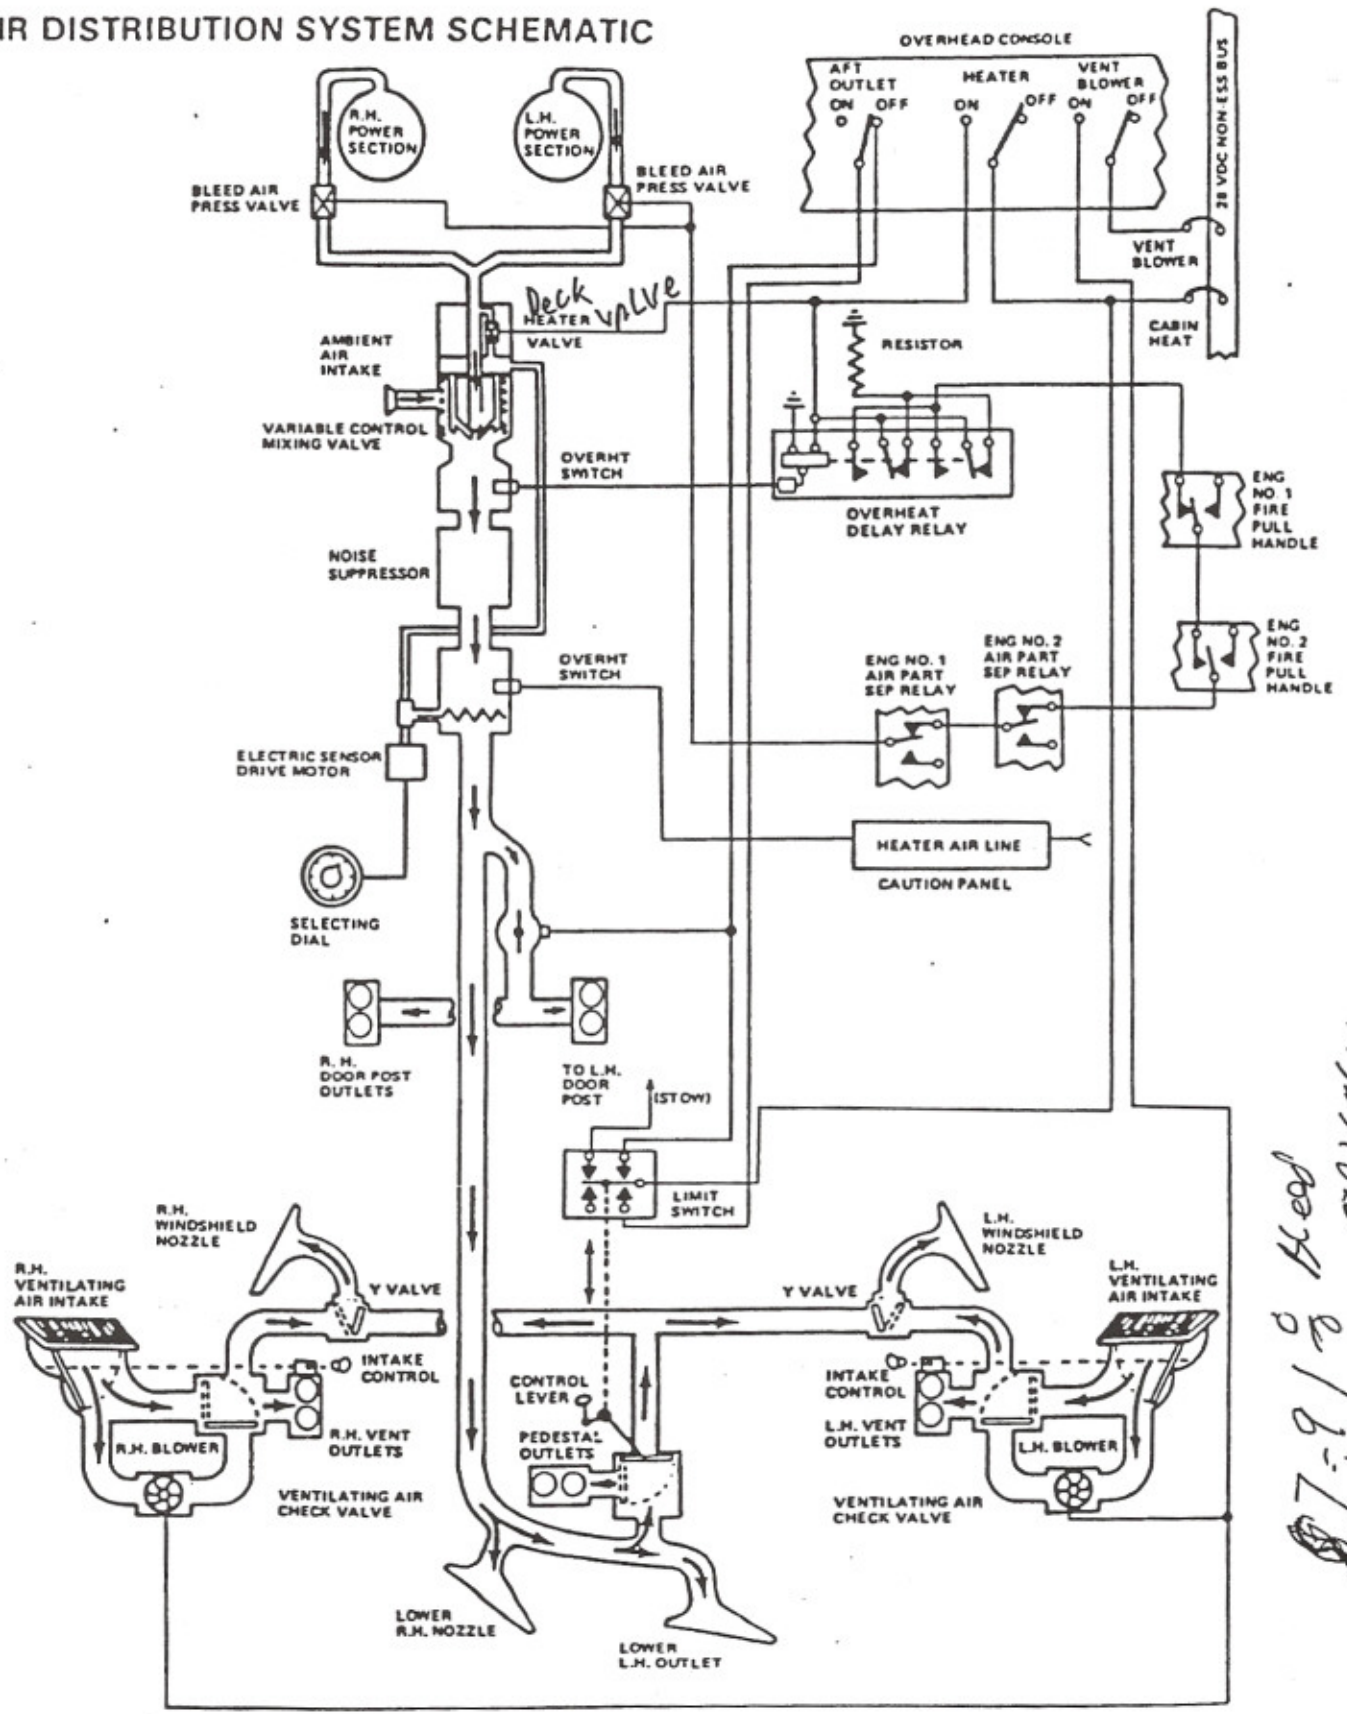 IR DISTRIBUTION SYSTEM SCHEMATIC
OVERHEAD CONSOLE
AFT
OUTLET
ON
OFF
HEATER
ON
OFF
VENT
BLOWER
ON
OFF
28 VDC NON-ESS BUS
R.H.
POWER
SECTION
L.H.
POWER
SECTION
BLEED AIR
PRESS VALVE
BLEED AIR
PRESS VALVE
VENT
BLOWER
CABIN
HEAT
Deck
VALVE
HEATER
VALVE
AMBIENT
AIR
INTAKE
RESISTOR
VARIABLE CONTROL
MIXING VALVE
OVERHT
SWITCH
OVERHEAT
DELAY RELAY
ENG
NO. 1
FIRE
PULL
HANDLE
NOISE
SUPPRESSOR
ENG
NO. 2
FIRE
PULL
HANDLE
OVERHT
SWITCH
ENG NO. 1
AIR PART
SEP RELAY
ENG NO. 2
AIR PART
SEP RELAY
ELECTRIC SENSOR
DRIVE MOTOR
HEATER AIR LINE
CAUTION PANEL
SELECTING
DIAL
R. H.
DOOR POST
OUTLETS
TO L.H.
DOOR
POST
(STOW)
LIMIT
SWITCH
R.H.
WINDSHIELD
NOZZLE
L.H.
WINDSHIELD
NOZZLE
R.H.
VENTILATING
AIR INTAKE
Y VALVE
Y VALVE
L.H.
VENTILATING
AIR INTAKE
INTAKE
CONTROL
CONTROL
LEVER
INTAKE
CONTROL
R.H. VENT
OUTLETS
PEDESTAL
OUTLETS
L.H. VENT
OUTLETS
R.H. BLOWER
L.H. BLOWER
VENTILATING AIR
CHECK VALVE
VENTILATING AIR
CHECK VALVE
LOWER
R.H. NOZZLE
LOWER
L.H. OUTLET